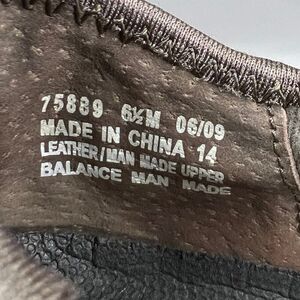 75889 6½M 06/09
MADE IN CHINA 14
LEATHER/MAN MADE UPPER
BALANCE MAN MADE